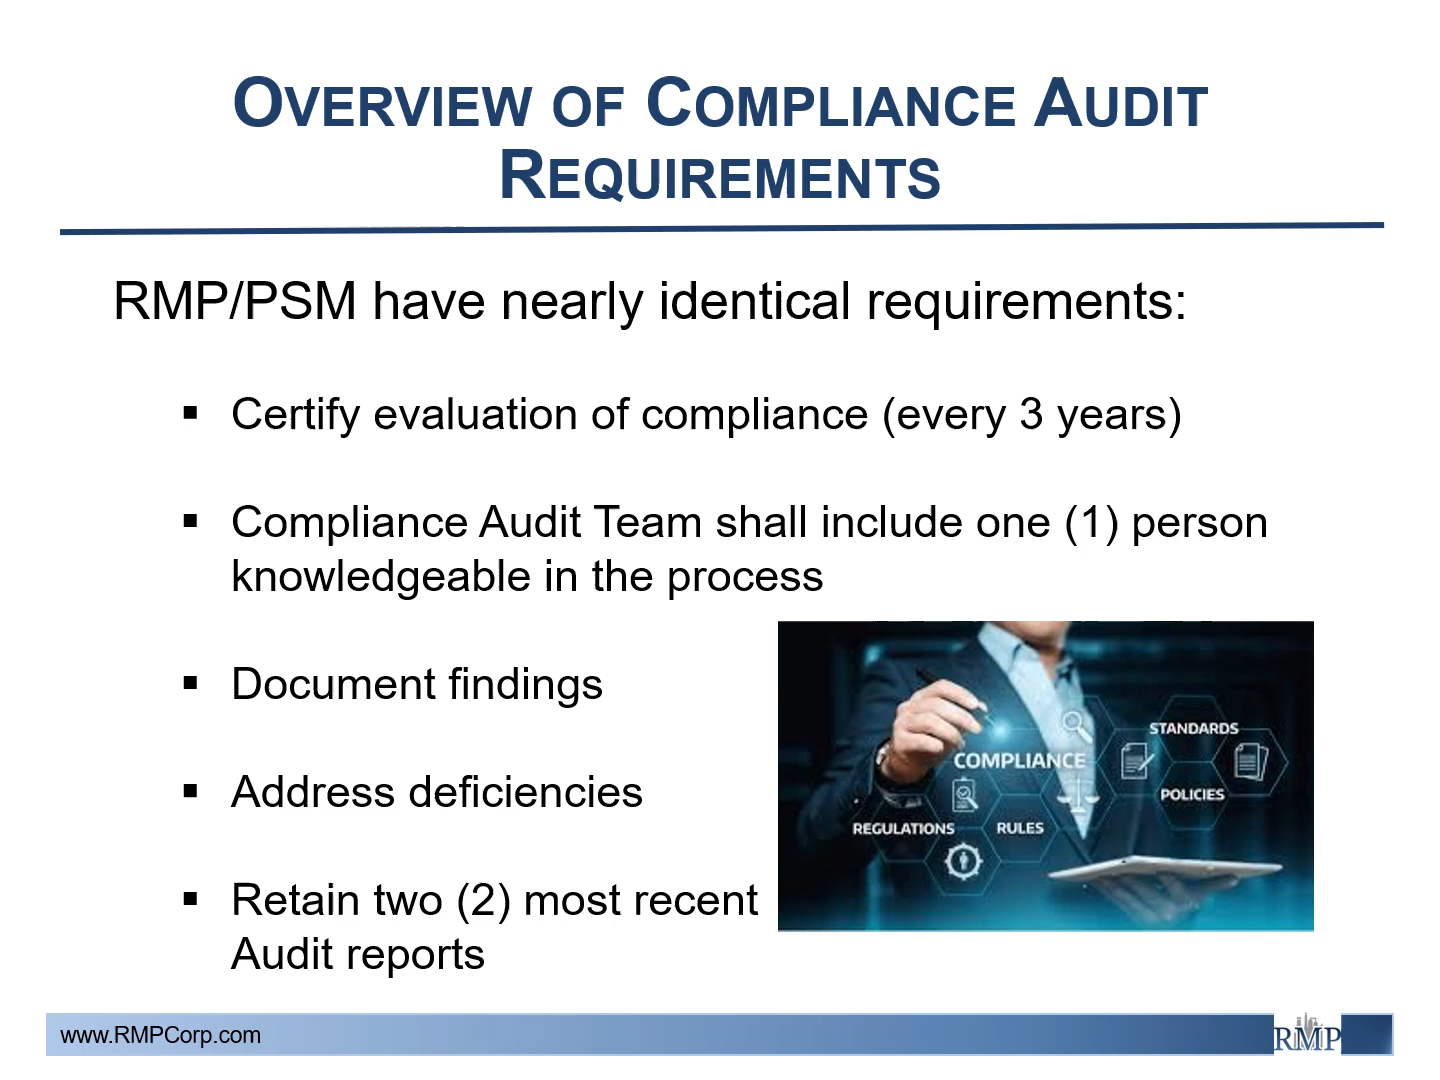 OVERVIEW OF COMPLIANCE AUDIT
REQUIREMENTS
RMP/PSM have nearly identical requirements:
▪ Certify evaluation of compliance (every 3 years)
▪ Compliance Audit Team shall include one (1) person
knowledgeable in the process
▪ Document findings
▪ Address deficiencies
▪ Retain two (2) most recent
Audit reports
STANDARDS
COMPLIANCE
POLICIES
REGULATIONS
RULES
www.RMPCorp.com
RMP